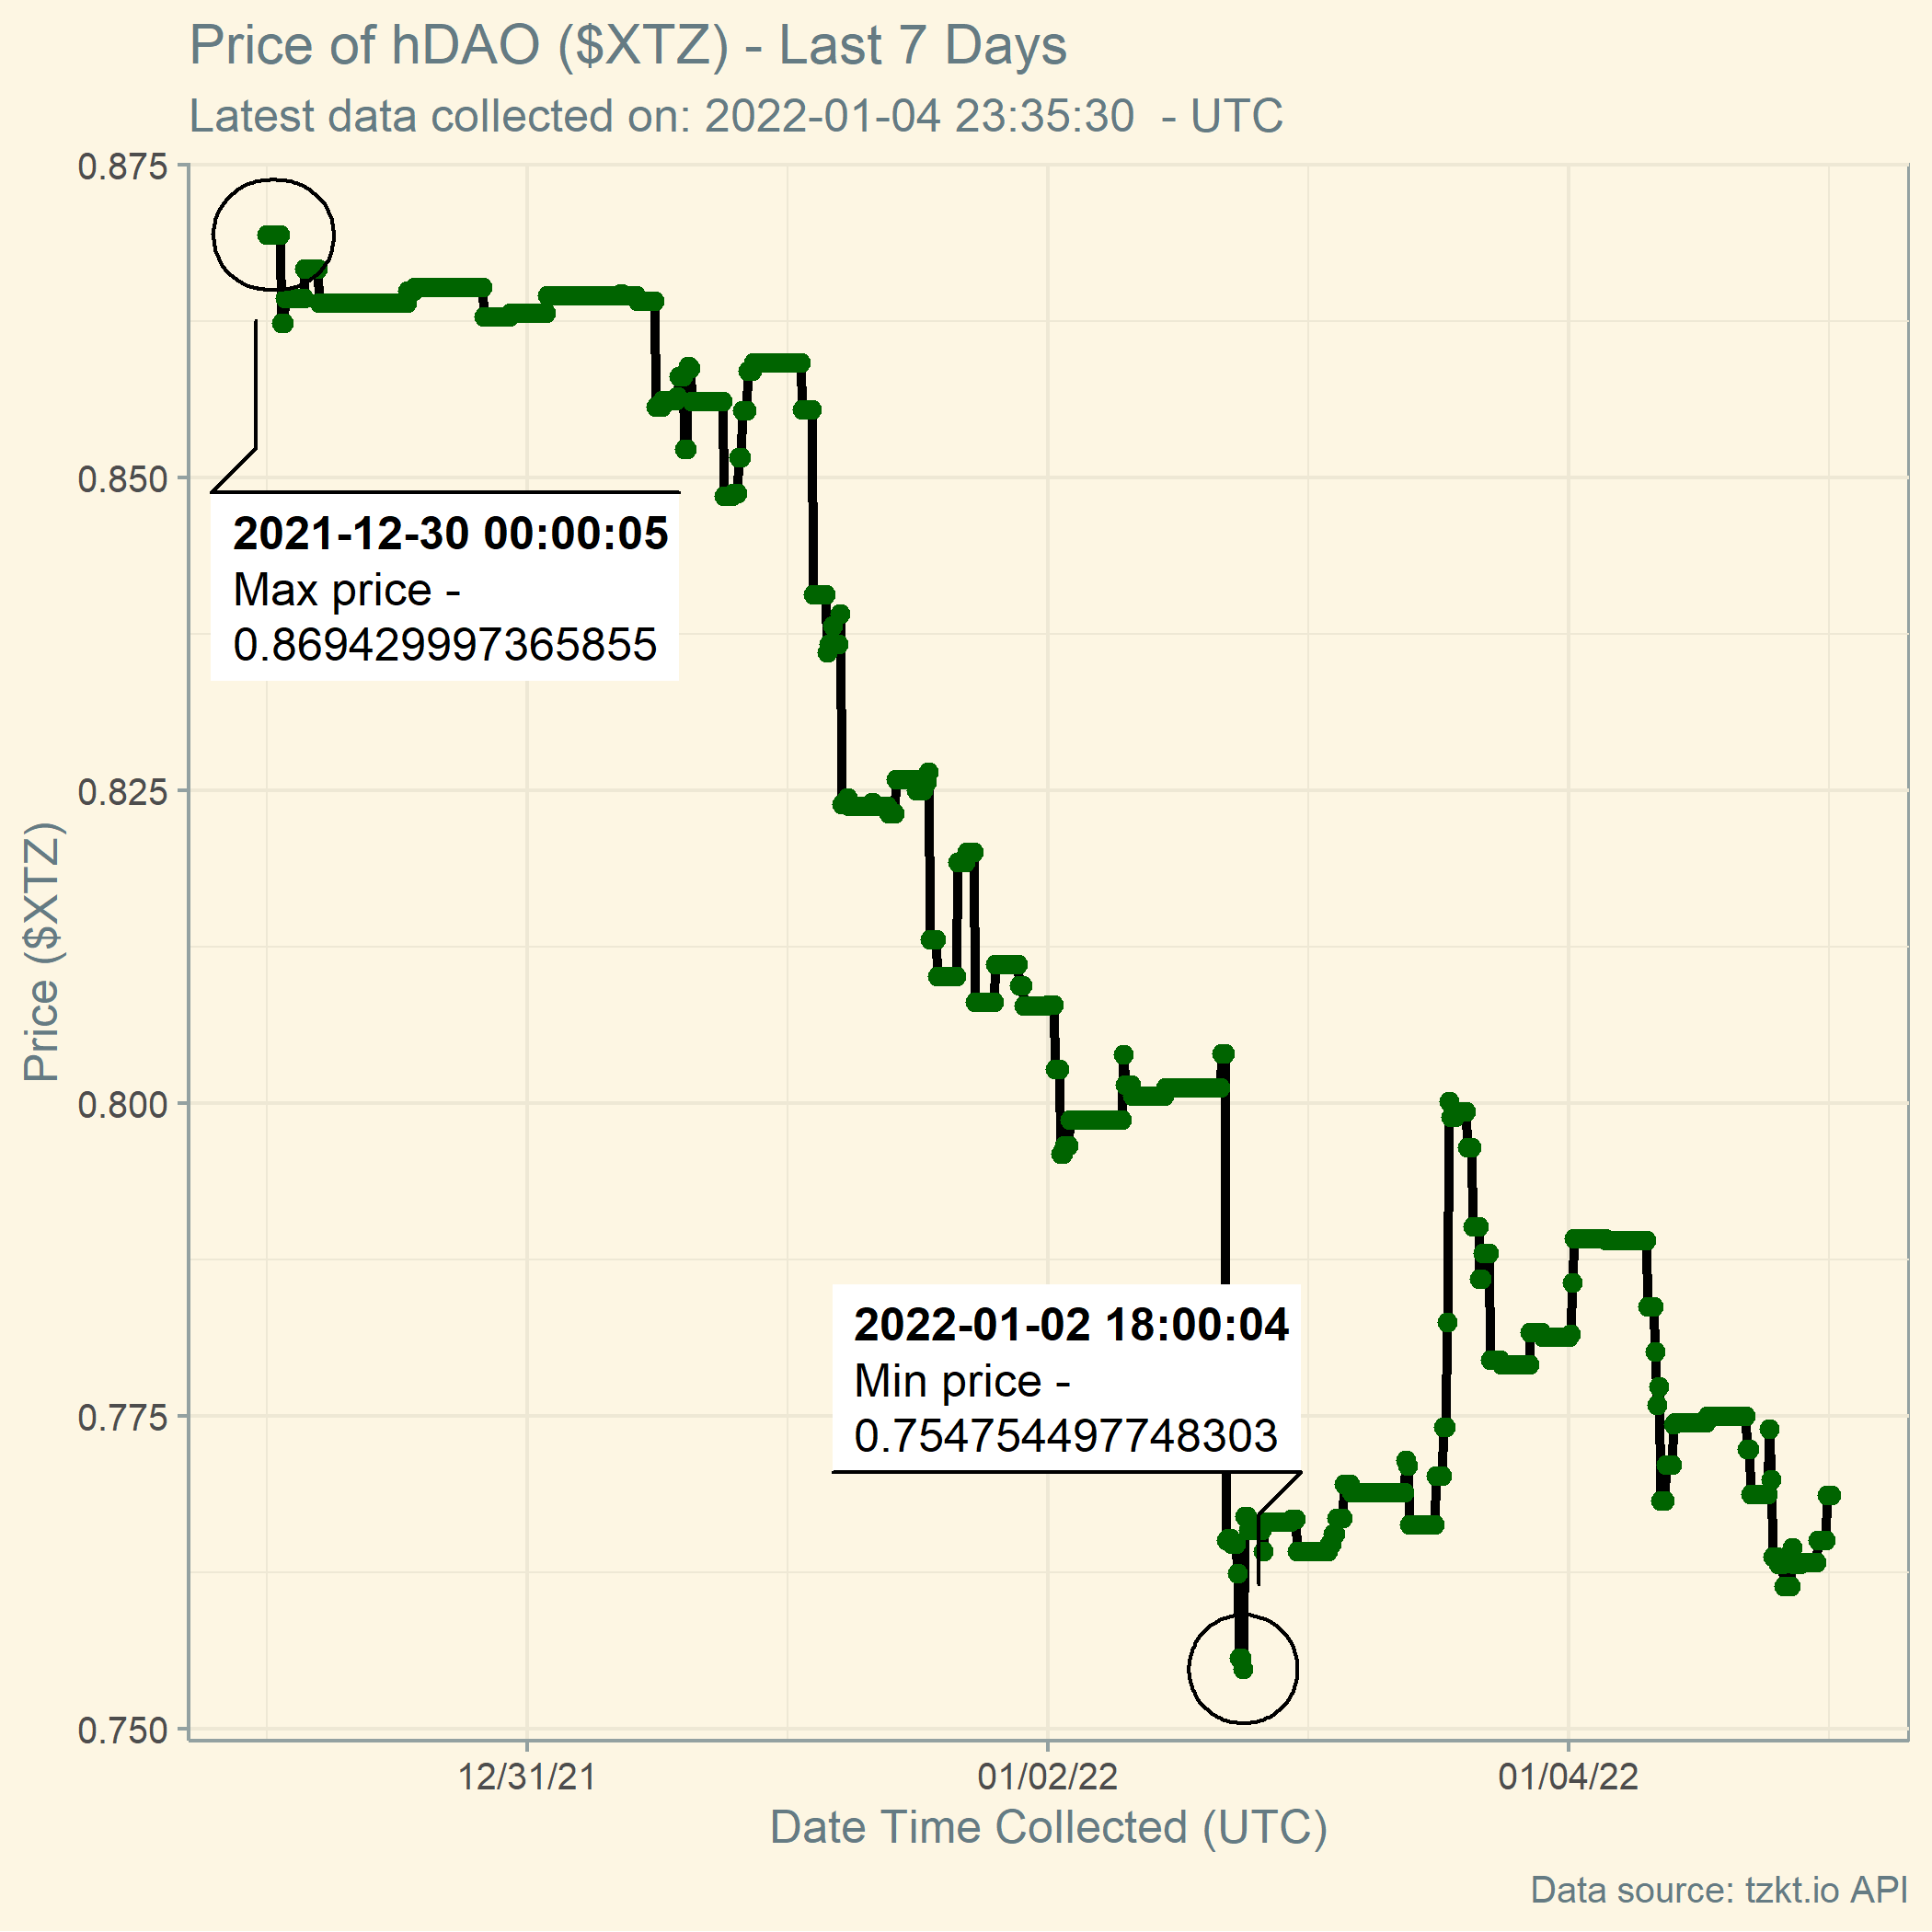 Price of hDAO ($XTZ) - Last 7 Days
Latest data collected on: 2022-01-04 23:35:30  - UTC
0.875
0.850
0.825
0.800
0.775
0.750
Price ($XTZ)
2021-12-30 00:00:05
Max price -
0.869429997365855
2022-01-02 18:00:04
Min price -
0.754754497748303
12/31/21
01/02/22
01/04/22
Date Time Collected (UTC)
Data source: tzkt.io API